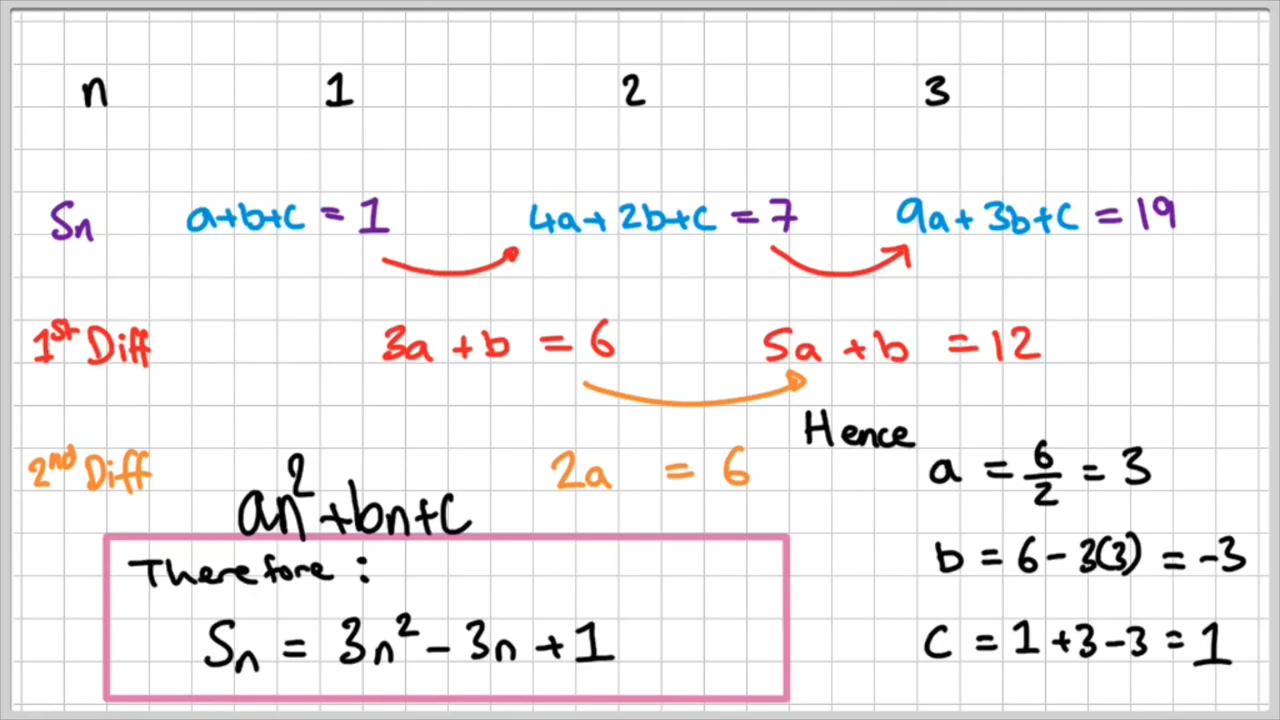 n 1 2 3
Sn a+b+c = 1 4a+2b+c = 7 9a+3b+c = 19
1st Diff 3a + b = 6 5a + b = 12
Hence
2nd Diff 2a = 6 a = 6/2 = 3
an²+bn+c
b = 6 - 3(3) = -3
Therefore :
Sn = 3n² - 3n + 1 c = 1 + 3 - 3 = 1